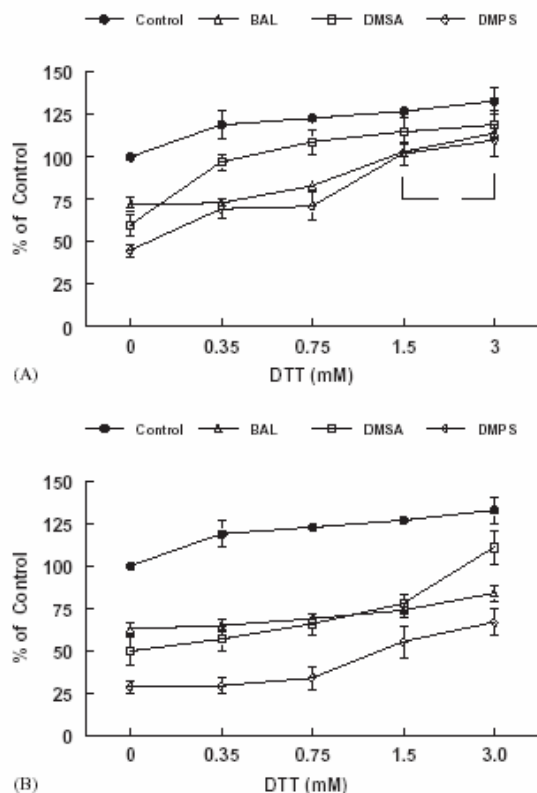 Control BAL DMSA DMPS
150
125
100
75
50
25
0
% of Control
0 0.35 0.75 1.5 3
DTT (mM)
(A)
Control BAL DMSA DMPS
150
125
100
75
50
25
0
% of Control
0 0.35 0.75 1.5 3.0
DTT (mM)
(B)